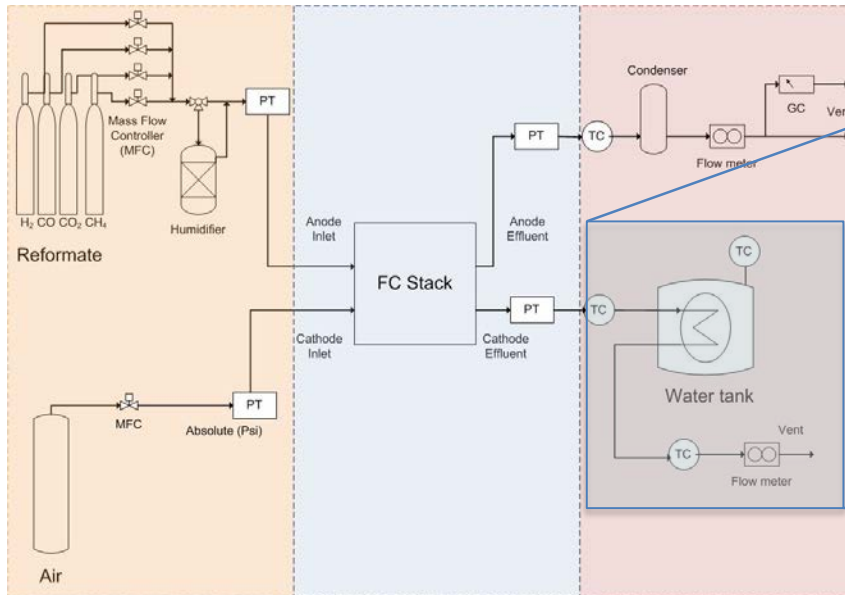 Mass Flow
Controller
(MFC)
PT
H₂ CO CO₂ CH₄
Reformate
Humidifier
MFC
PT
Absolute (Psi)
Air
Anode
Inlet
FC Stack
PT
Anode
Effluent
Cathode
Inlet
PT
Cathode
Effluent
TC
Condenser
Flow meter
GC
Ven
TC
TC
Water tank
TC
Vent
Flow meter